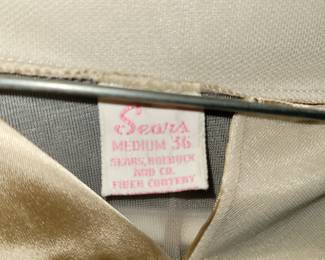 Sears
MEDIUM 36
SEARS, ROEBUCK
AND CO.
FIBER CONTENT